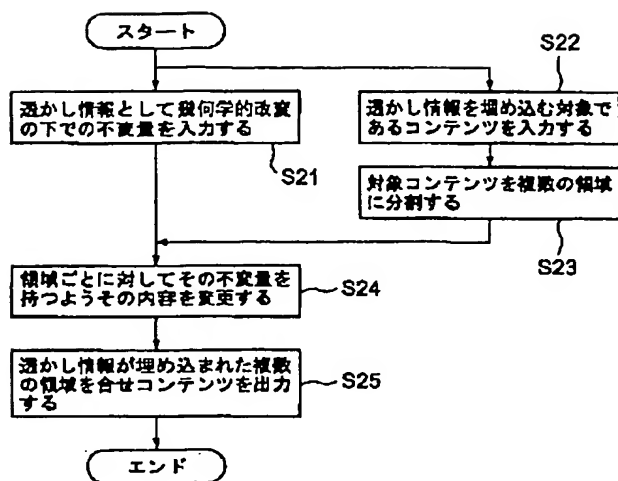 スタート
透かし情報として幾何学的改変
の下での不変量を入力する
S21
S22
透かし情報を埋め込む対象で
あるコンテンツを入力する
対象コンテンツを複数の領域
に分割する
S23
領域ごとに対してその不変量を
持つようその内容を変更する
S24
透かし情報が埋め込まれた複数
の領域を合せコンテンツを出力
する
S25
エンド